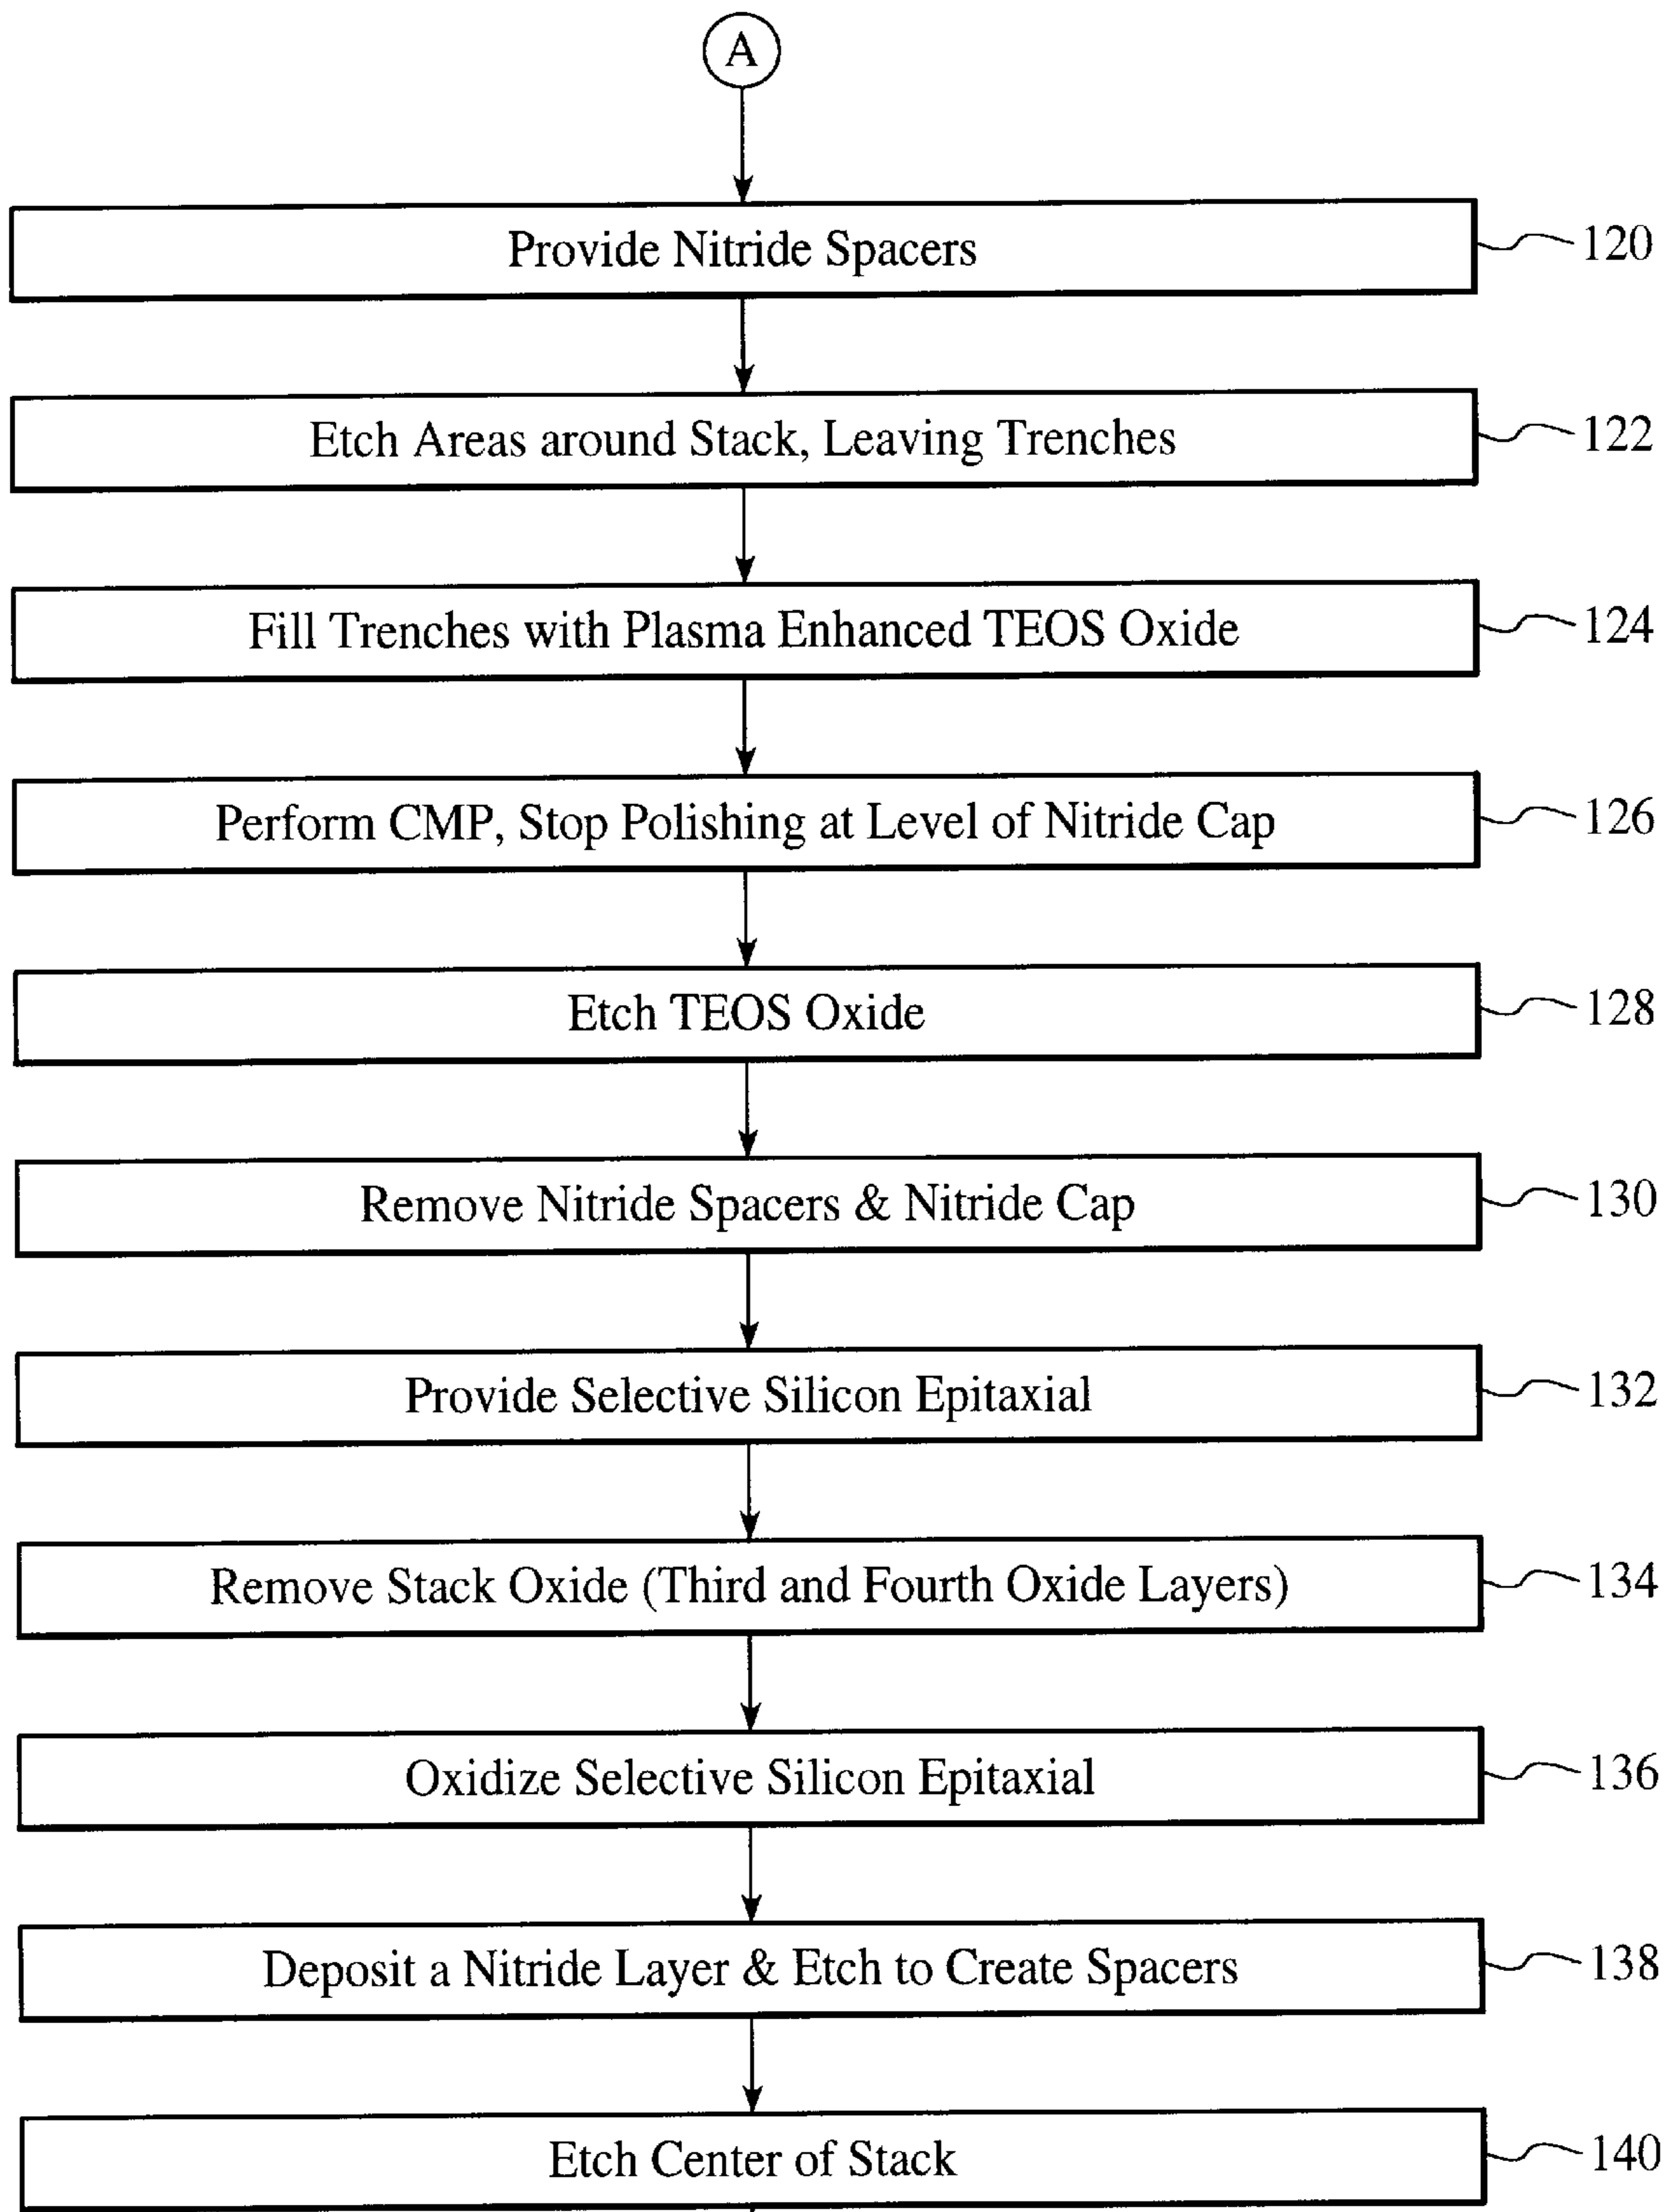 A
Provide Nitride Spacers 120
Etch Areas around Stack, Leaving Trenches 122
Fill Trenches with Plasma Enhanced TEOS Oxide 124
Perform CMP, Stop Polishing at Level of Nitride Cap 126
Etch TEOS Oxide 128
Remove Nitride Spacers & Nitride Cap 130
Provide Selective Silicon Epitaxial 132
Remove Stack Oxide (Third and Fourth Oxide Layers) 134
Oxidize Selective Silicon Epitaxial 136
Deposit a Nitride Layer & Etch to Create Spacers 138
Etch Center of Stack 140